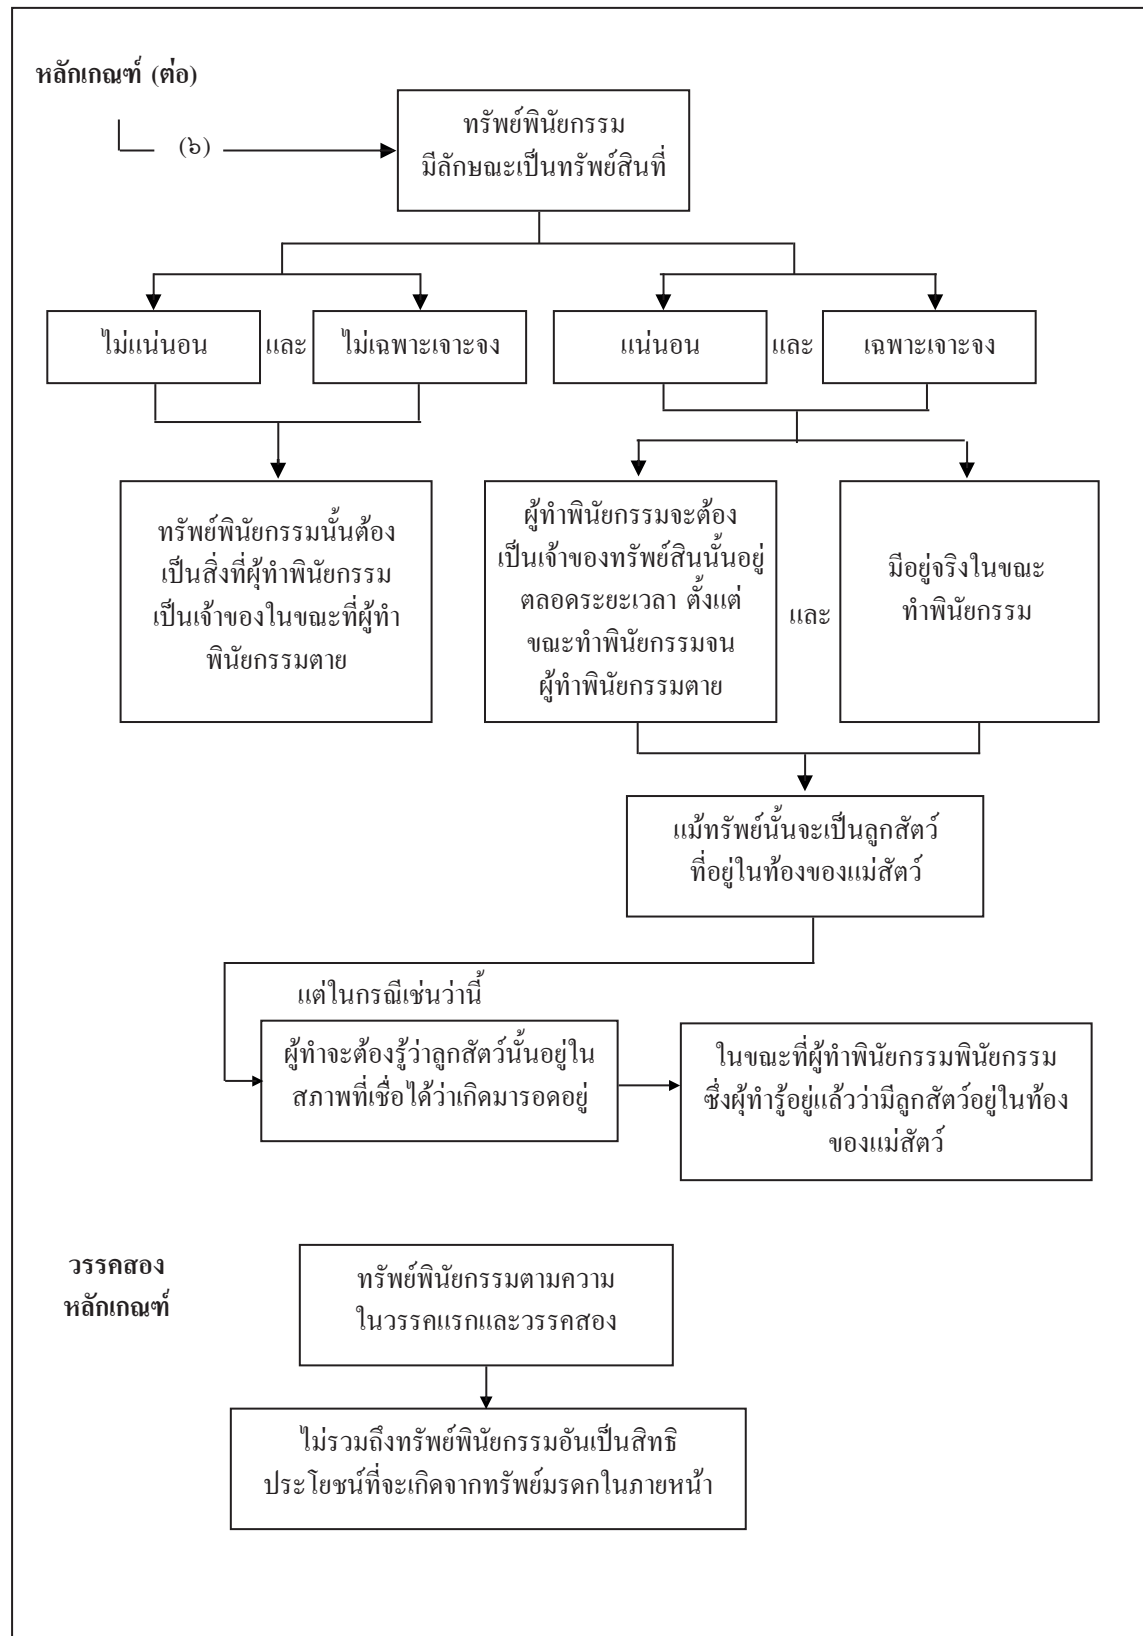 หลักเกณฑ์ (ต่อ)
(๖)
ทรัพย์พินัยกรรม
มีลักษณะเป็นทรัพย์สินที่
ไม่แน่นอน
และ
ไม่เฉพาะเจาะจง
แน่นอน
และ
เฉพาะเจาะจง
ทรัพย์พินัยกรรมนั้นต้อง
เป็นสิ่งที่ผุ้ทำพินัยกรรม
เป็นเจ้าของในขณะที่ผู้ทำ
พินัยกรรมตาย
ผู้ทำพินัยกรรมจะต้อง
เป็นเจ้าของทรัพย์สินนั้นอยู่
ตลอดระยะเวลา ตั้งแต่
ขณะทำพินัยกรรมจน
ผู้ทำพินัยกรรมตาย
และ
มีอยู่จริงในขณะ
ทำพินัยกรรม
แม้ทรัพย์นั้นจะเป็นลูกสัตว์
ที่อยู่ในท้องของแม่สัตว์
แต่ในกรณีเช่นว่านี้
ผู้ทำจะต้องรู้ว่าลูกสัตว์นั้นอยู่ใน
สภาพที่เชื่อได้ว่าเกิดมารอดอยู่
ในขณะที่ผู้ทำพินัยกรรมพินัยกรรม
ซึ่งผุ้ทำรู้อยู่แล้วว่ามีลูกสัตว์อยู่ในท้อง
ของแม่สัตว์
วรรคสอง
หลักเกณฑ์
ทรัพย์พินัยกรรมตามความ
ในวรรคแรกและวรรคสอง
ไม่รวมถึงทรัพย์พินัยกรรมอันเป็นสิทธิ
ประโยชน์ที่จะเกิดจากทรัพย์มรดกในภายหน้า